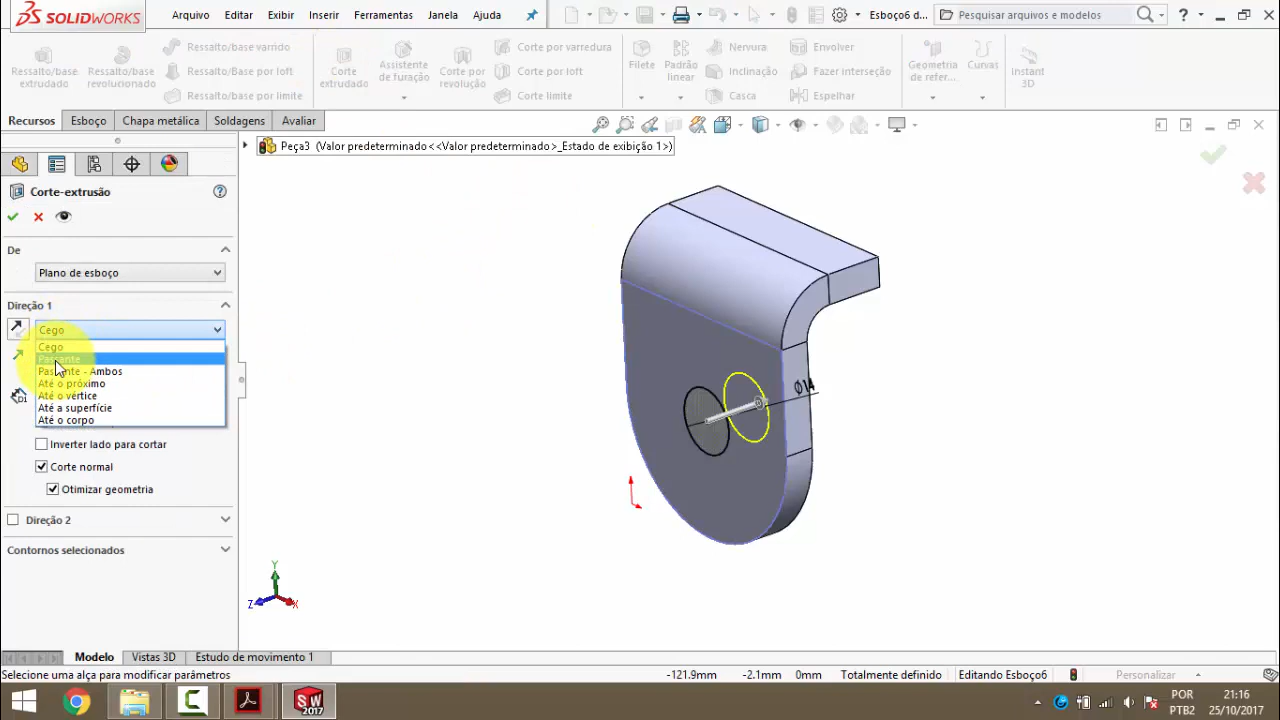 SOLIDWORKS
Arquivo Editar Exibir Inserir Ferramentas Janela Ajuda
Esboço6 d...
Pesquisar arquivos e modelos
Ressalto/base extrudado
Ressalto/base revolucionado
Ressalto/base varrido
Ressalto/base por loft
Ressalto/base por limite
Corte extrudado
Assistente de furação
Corte por revolução
Corte por varredura
Corte por loft
Corte limite
Filete
Padrão linear
Nervura
Inclinação
Casca
Envolver
Fazer interseção
Espelhar
Geometria de refer...
Curvas
Instant 3D
Recursos Esboço Chapa metálica Soldagens Avaliar
Peça3 (Valor predeterminado<<Valor predeterminado>_Estado de exibição 1>)
Corte-extrusão
De
Plano de esboço
Direção 1
Cego
Cego
Passante
Passante - Ambos
Até o próximo
Até o vértice
Até a superfície
Até o corpo
Inverter lado para cortar
Corte normal
Otimizar geometria
Direção 2
Contornos selecionados
Ø14
Y
Z
X
Modelo Vistas 3D Estudo de movimento 1
Selecione uma alça para modificar parâmetros
-121.9mm -2.1mm 0mm Totalmente definido Editando Esboço6 Personalizar
SW
2017
POR
PTB2
21:16
25/10/2017